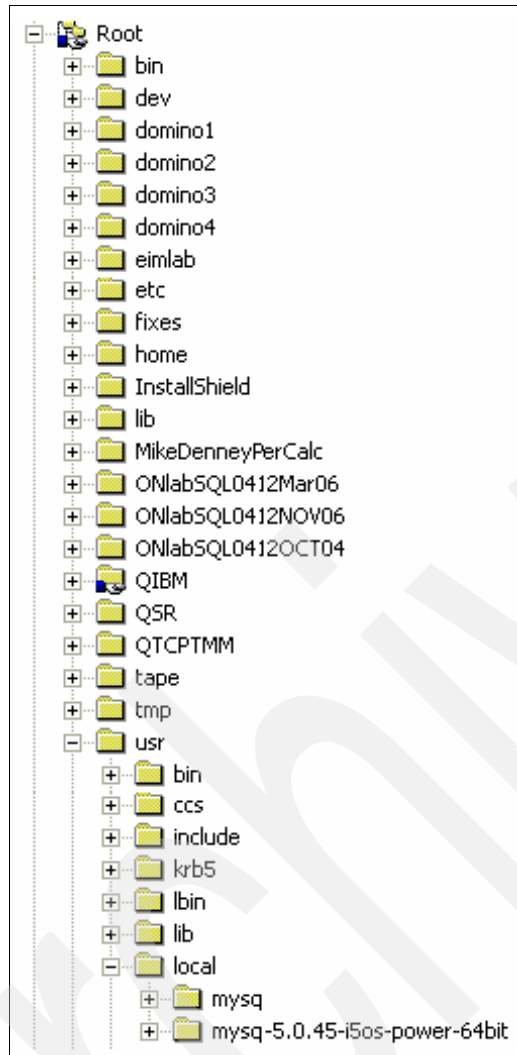 Root
bin
dev
domino1
domino2
domino3
domino4
eimlab
etc
fixes
home
InstallShield
lib
MikeDenneyPerCalc
ONlabSQL0412Mar06
ONlabSQL0412NOV06
ONlabSQL0412OCT04
QIBM
QSR
QTCPTMM
tape
tmp
usr
bin
ccs
include
krb5
lbin
lib
local
mysq
mysq-5.0.45-i5os-power-64bit